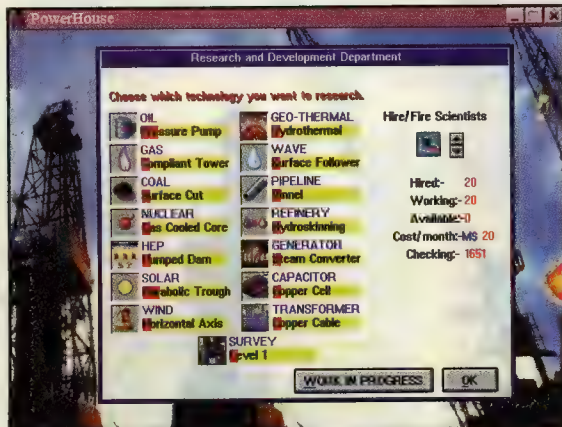 PowerHouse
Research and Development Department
Choose which technology you want to research.
OIL
Pressure Pump
GAS
Compliant Tower
COAL
Surface Cut
NUCLEAR
Gas Cooled Core
HEP
Pumped Dam
SOLAR
Parabolic Trough
WIND
Horizontal Axis
GEO-THERMAL
Hydrothermal
WAVE
Surface Follower
PIPELINE
Tunnel
REFINERY
Hydroskinning
GENERATOR
Steam Converter
CAPACITOR
Copper Cell
TRANSFORMER
Copper Cable
SURVEY
Level 1
Hire/Fire Scientists
Hired:- 20
Working:- 20
Available:-0
Cost/month:-M$ 20
Checking:- 1651
WORK IN PROGRESS
OK